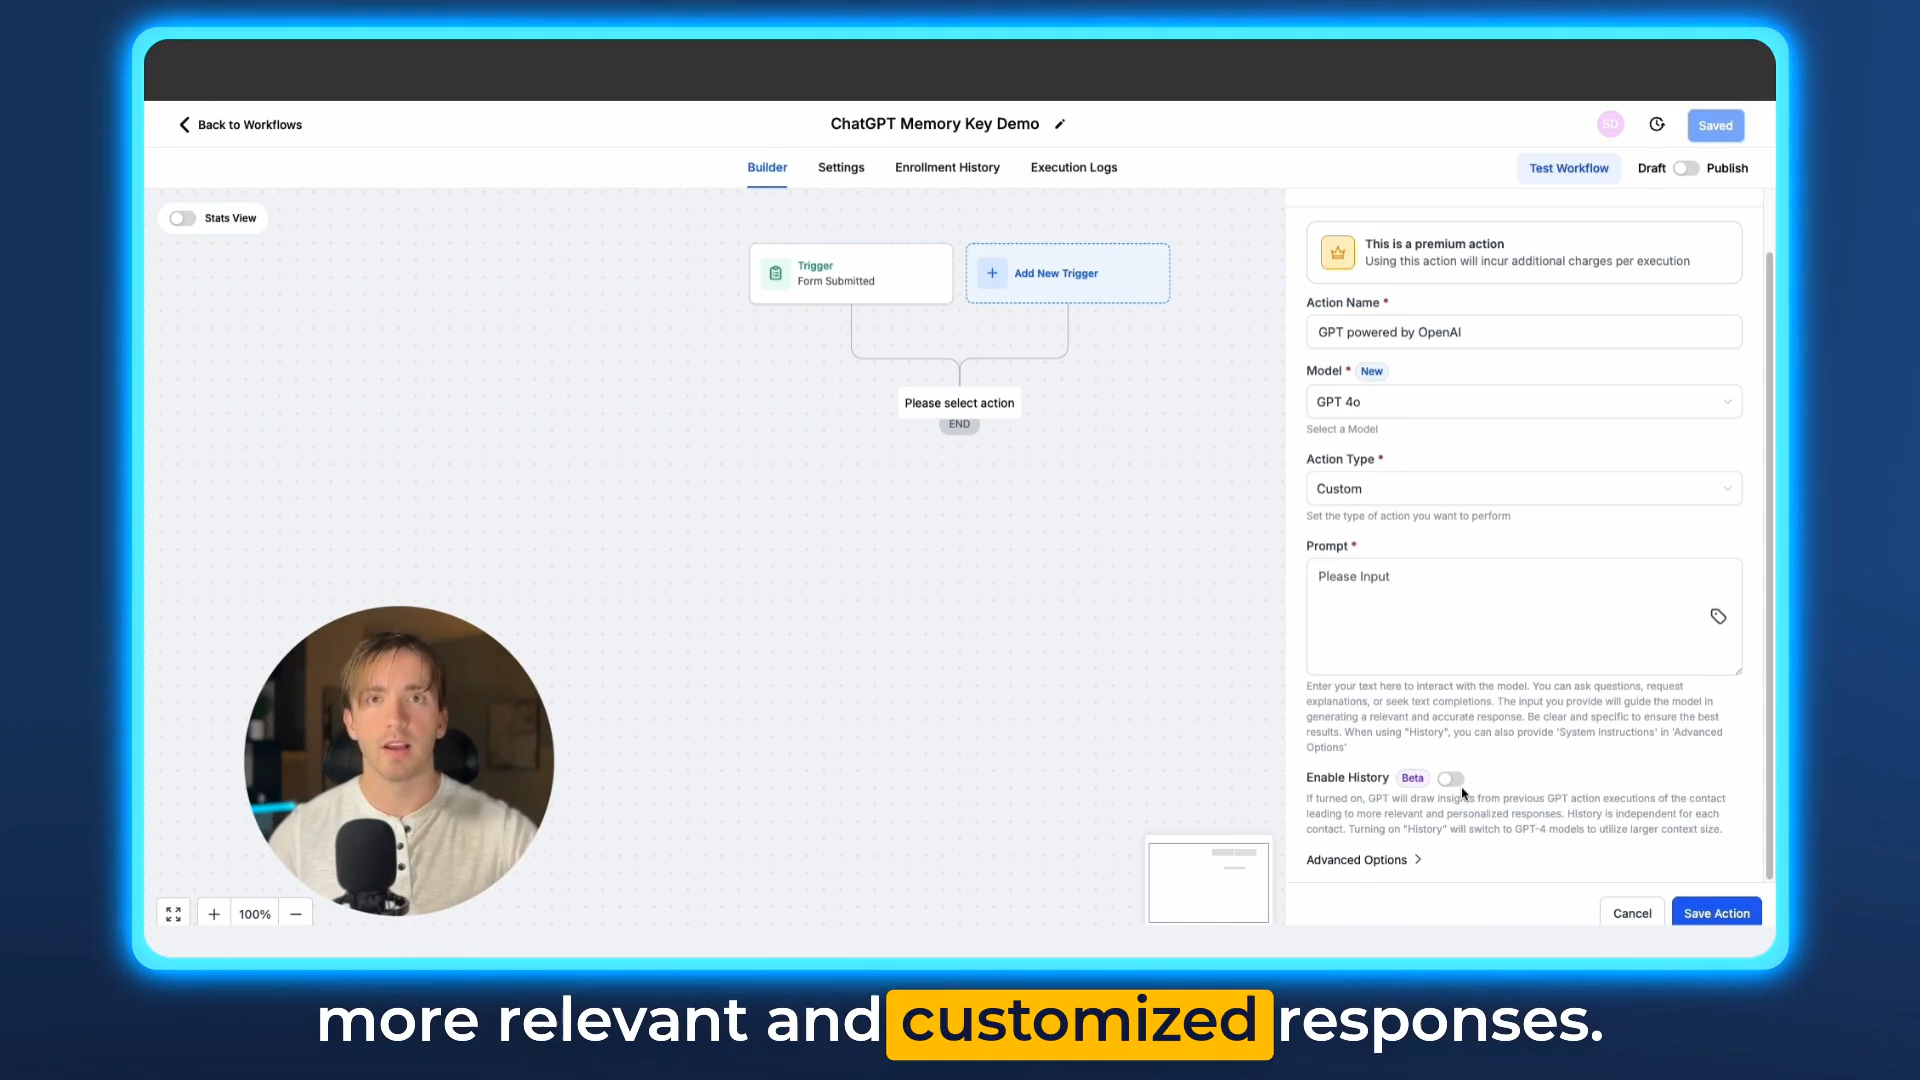 Back to Workflows
ChatGPT Memory Key Demo
SD
Saved
Builder
Settings
Enrollment History
Execution Logs
Test Workflow
Draft
Publish
Stats View
Trigger
Form Submitted
Add New Trigger
Please select action
END
This is a premium action
Using this action will incur additional charges per execution
Action Name *
GPT powered by OpenAI
Model * New
GPT 4o
Select a Model
Action Type *
Custom
Set the type of action you want to perform
Prompt *
Please Input
Enter your text here to interact with the model. You can ask questions, request
explanations, or seek text completions. The input you provide will guide the model in
generating a relevant and accurate response. Be clear and specific to ensure the best
results. When using "History", you can also provide 'System Instructions' in 'Advanced
Options'
Enable History Beta
If turned on, GPT will draw insights from previous GPT action executions of the contact
leading to more relevant and personalized responses. History is independent for each
contact. Turning on "History" will switch to GPT-4 models to utilize larger context size.
Advanced Options
100%
Cancel
Save Action
more relevant and customized responses.